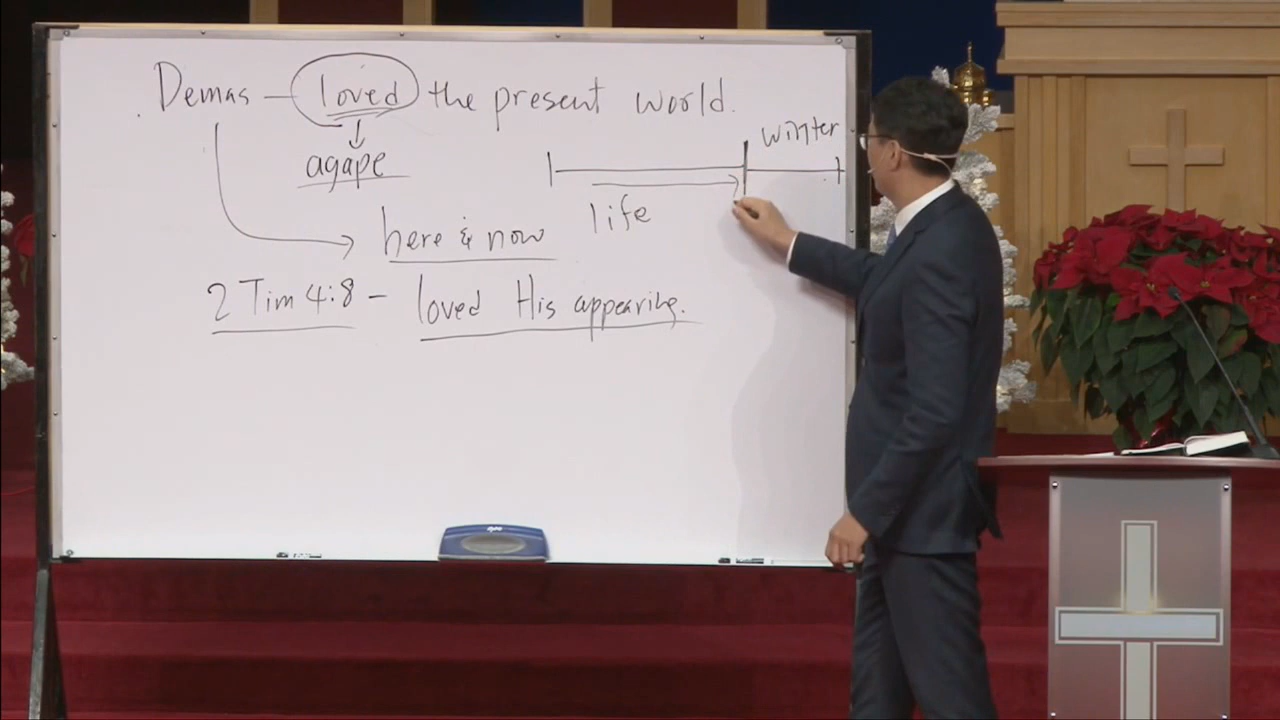 Demas — loved the present world.
winter
agape
life
here & now
2 Tim 4:8 – loved His appearing.